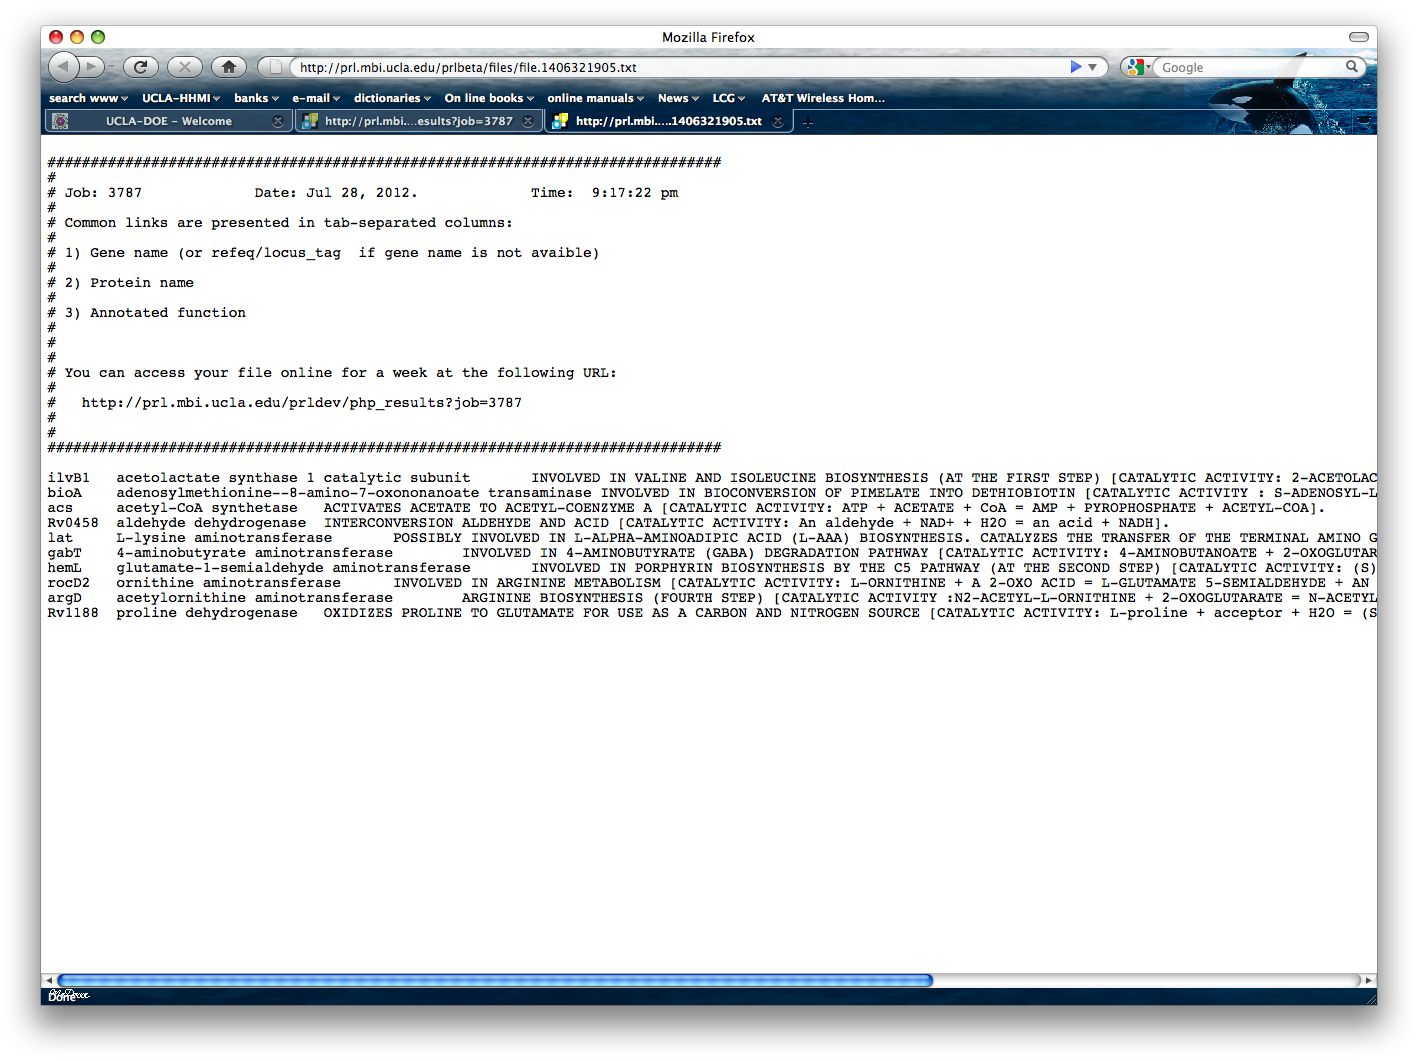 Mozilla Firefox
http://prl.mbi.ucla.edu/prlbeta/files/file.1406321905.txt
Google
search www UCLA-HHMI banks e-mail dictionaries On line books online manuals News LCG AT&T Wireless Hom...
UCLA-DOE - Welcome http://prl.mbi....esults?job=3787 http://prl.mbi.....1406321905.txt
##############################################################################
#
# Job: 3787 Date: Jul 28, 2012. Time: 9:17:22 pm
#
# Common links are presented in tab-separated columns:
#
# 1) Gene name (or refeq/locus_tag if gene name is not avaible)
#
# 2) Protein name
#
# 3) Annotated function
#
#
#
# You can access your file online for a week at the following URL:
#
# http://prl.mbi.ucla.edu/prldev/php_results?job=3787
#
#
##############################################################################
ilvB1 acetolactate synthase 1 catalytic subunit INVOLVED IN VALINE AND ISOLEUCINE BIOSYNTHESIS (AT THE FIRST STEP) [CATALYTIC ACTIVITY: 2-ACETOLAC
bioA adenosylmethionine--8-amino-7-oxononanoate transaminase INVOLVED IN BIOCONVERSION OF PIMELATE INTO DETHIOBIOTIN [CATALYTIC ACTIVITY : S-ADENOSYL-L
acs acetyl-CoA synthetase ACTIVATES ACETATE TO ACETYL-COENZYME A [CATALYTIC ACTIVITY: ATP + ACETATE + CoA = AMP + PYROPHOSPHATE + ACETYL-COA].
Rv0458 aldehyde dehydrogenase INTERCONVERSION ALDEHYDE AND ACID [CATALYTIC ACTIVITY: An aldehyde + NAD+ + H2O = an acid + NADH].
lat L-lysine aminotransferase POSSIBLY INVOLVED IN L-ALPHA-AMINOADIPIC ACID (L-AAA) BIOSYNTHESIS. CATALYZES THE TRANSFER OF THE TERMINAL AMINO G
gabT 4-aminobutyrate aminotransferase INVOLVED IN 4-AMINOBUTYRATE (GABA) DEGRADATION PATHWAY [CATALYTIC ACTIVITY: 4-AMINOBUTANOATE + 2-OXOGLUTAR
hemL glutamate-1-semialdehyde aminotransferase INVOLVED IN PORPHYRIN BIOSYNTHESIS BY THE C5 PATHWAY (AT THE SECOND STEP) [CATALYTIC ACTIVITY: (S)
rocD2 ornithine aminotransferase INVOLVED IN ARGININE METABOLISM [CATALYTIC ACTIVITY: L-ORNITHINE + A 2-OXO ACID = L-GLUTAMATE 5-SEMIALDEHYDE + AN
argD acetylornithine aminotransferase ARGININE BIOSYNTHESIS (FOURTH STEP) [CATALYTIC ACTIVITY :N2-ACETYL-L-ORNITHINE + 2-OXOGLUTARATE = N-ACETYL
Rv1188 proline dehydrogenase OXIDIZES PROLINE TO GLUTAMATE FOR USE AS A CARBON AND NITROGEN SOURCE [CATALYTIC ACTIVITY: L-proline + acceptor + H2O = (S
Done